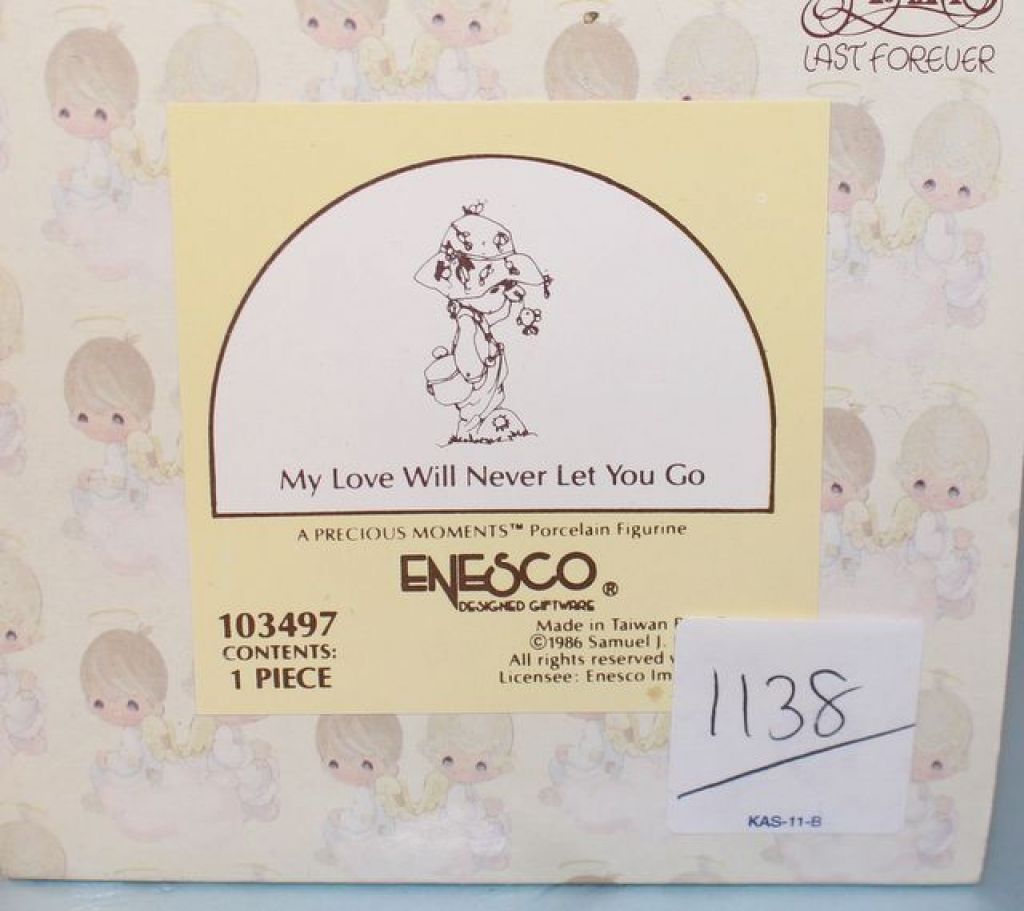 LAST FOREVER
My Love Will Never Let You Go
A PRECIOUS MOMENTS™ Porcelain Figurine
ENESCO®
DESIGNED GIFTWARE
103497
CONTENTS:
1 PIECE
Made in Taiwan
©1986 Samuel J.
All rights reserved
Licensee: Enesco
1138
KAS-11-B